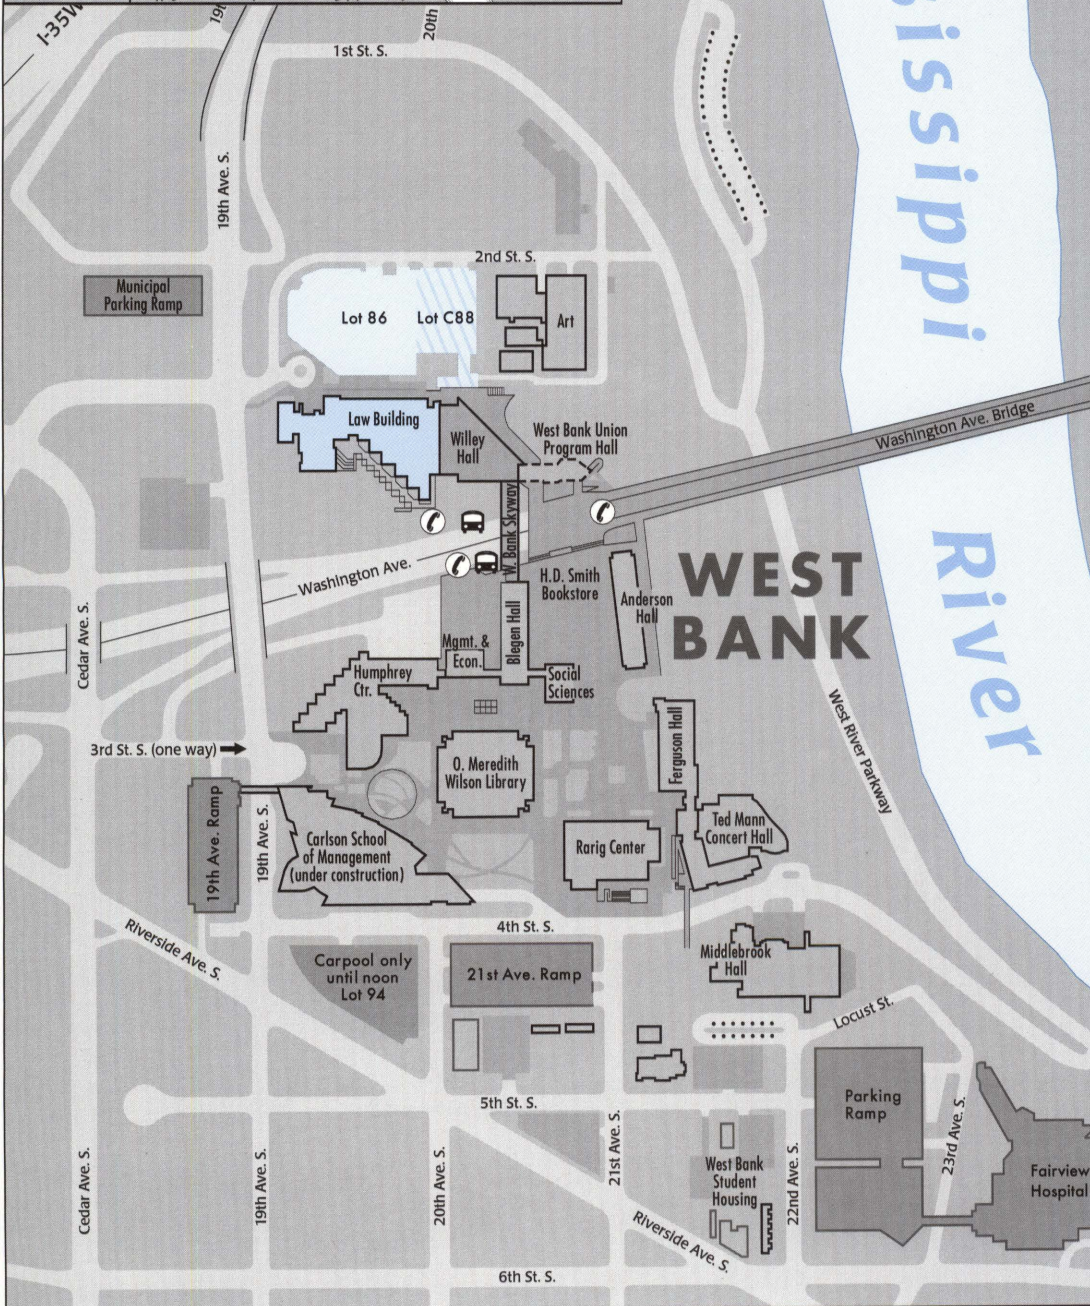 I-35W
20th
1st St. S.
Mississippi
19th Ave. S.
2nd St. S.
Municipal
Parking Ramp
Lot 86
Lot C88
Art
Law Building
Willey
Hall
West Bank Union
Program Hall
Washington Ave. Bridge
W. Bank Skyway
Washington Ave.
H.D. Smith
Bookstore
Anderson
Hall
WEST
BANK
River
Cedar Ave. S.
Blegen Hall
Mgmt. &
Econ.
Humphrey
Ctr.
Social
Sciences
3rd St. S. (one way)
O. Meredith
Wilson Library
Ferguson Hall
West River Parkway
19th Ave. Ramp
19th Ave. S.
Carlson School
of Management
(under construction)
Rarig Center
Ted Mann
Concert Hall
Riverside Ave. S.
4th St. S.
Carpool only
until noon
Lot 94
21st Ave. Ramp
Middlebrook
Hall
Locust St.
5th St. S.
Parking
Ramp
Cedar Ave. S.
19th Ave. S.
20th Ave. S.
21st Ave. S.
West Bank
Student
Housing
22nd Ave. S.
23rd Ave. S.
Fairview
Hospital
Riverside Ave. S.
6th St. S.